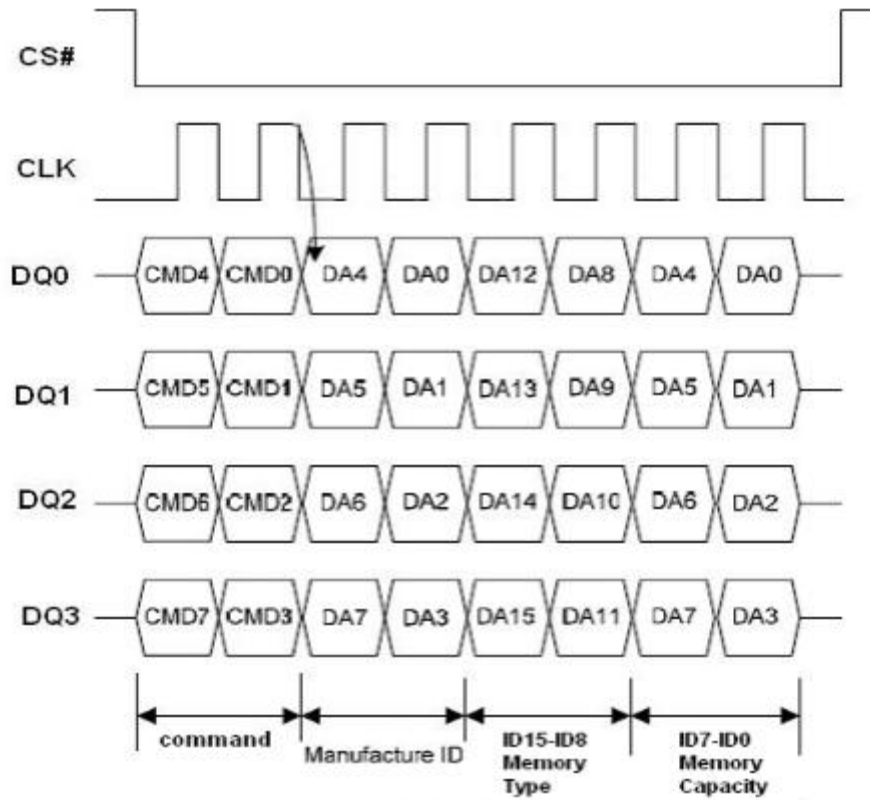 CS#
CLK
DQ0 CMD4 CMD0 DA4 DA0 DA12 DA8 DA4 DA0
DQ1 CMD5 CMD1 DA5 DA1 DA13 DA9 DA5 DA1
DQ2 CMD6 CMD2 DA6 DA2 DA14 DA10 DA6 DA2
DQ3 CMD7 CMD3 DA7 DA3 DA15 DA11 DA7 DA3
command
Manufacture ID
ID15-ID8
Memory
Type
ID7-ID0
Memory
Capacity